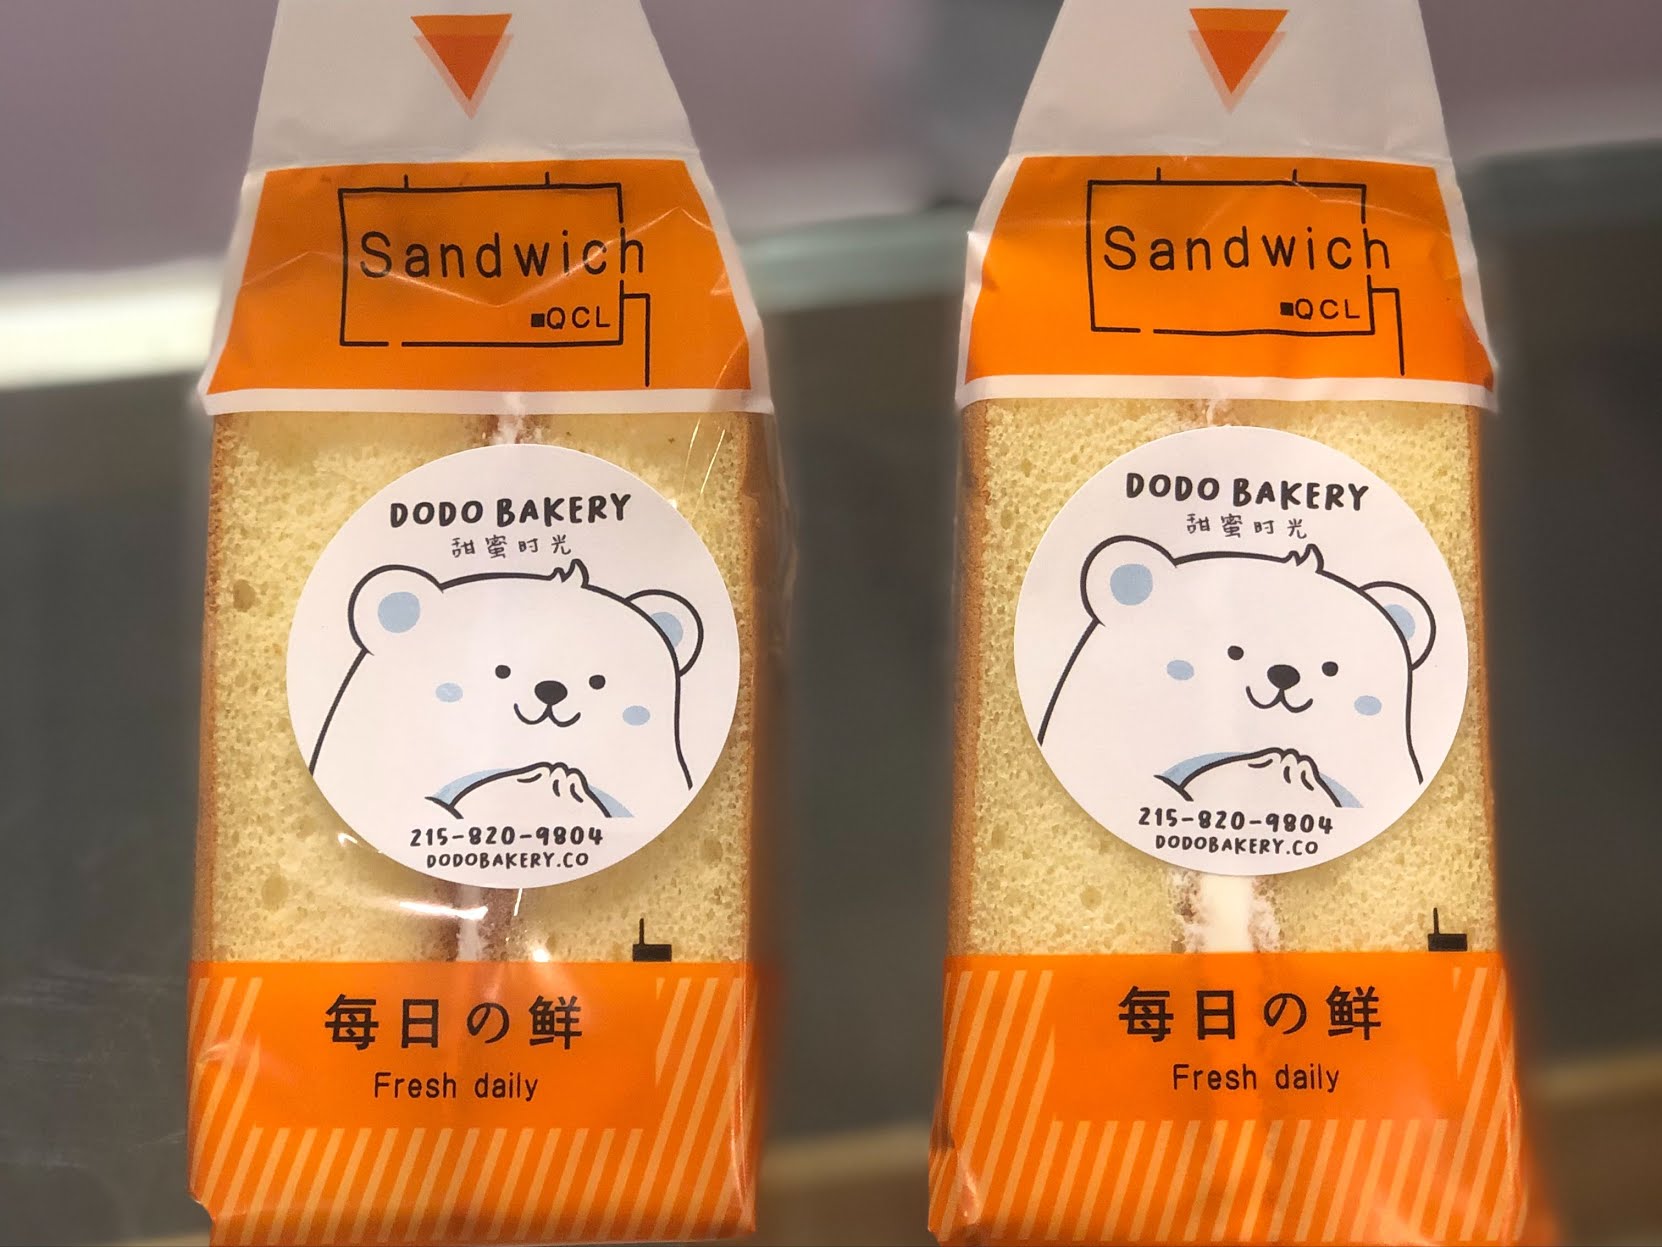 Sandwich
■QCL
DODO BAKERY
甜蜜时光
215-820-9804
DODOBAKERY.CO
每日の鲜
Fresh daily
Sandwich
■QCL
DODO BAKERY
甜蜜时光
215-820-9804
DODOBAKERY.CO
每日の鲜
Fresh daily